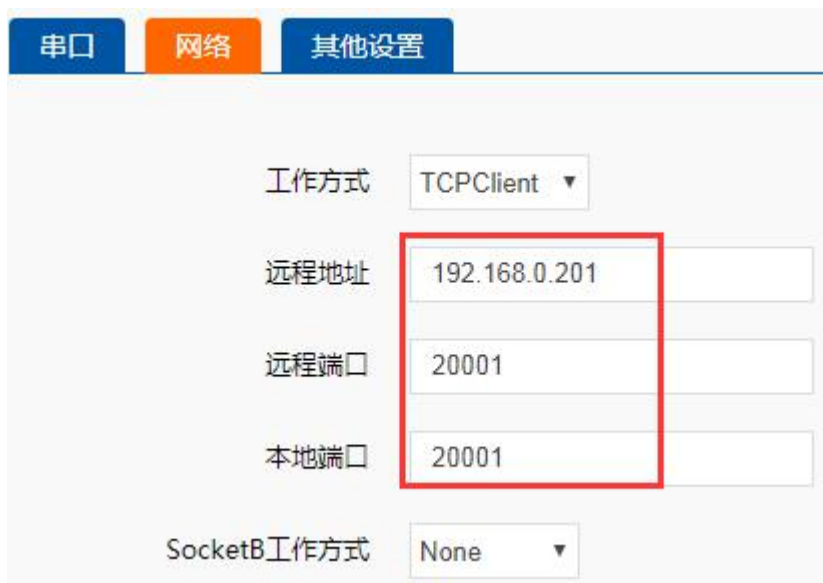 串口 网络 其他设置
工作方式 TCPClient
远程地址 192.168.0.201
远程端口 20001
本地端口 20001
SocketB工作方式 None